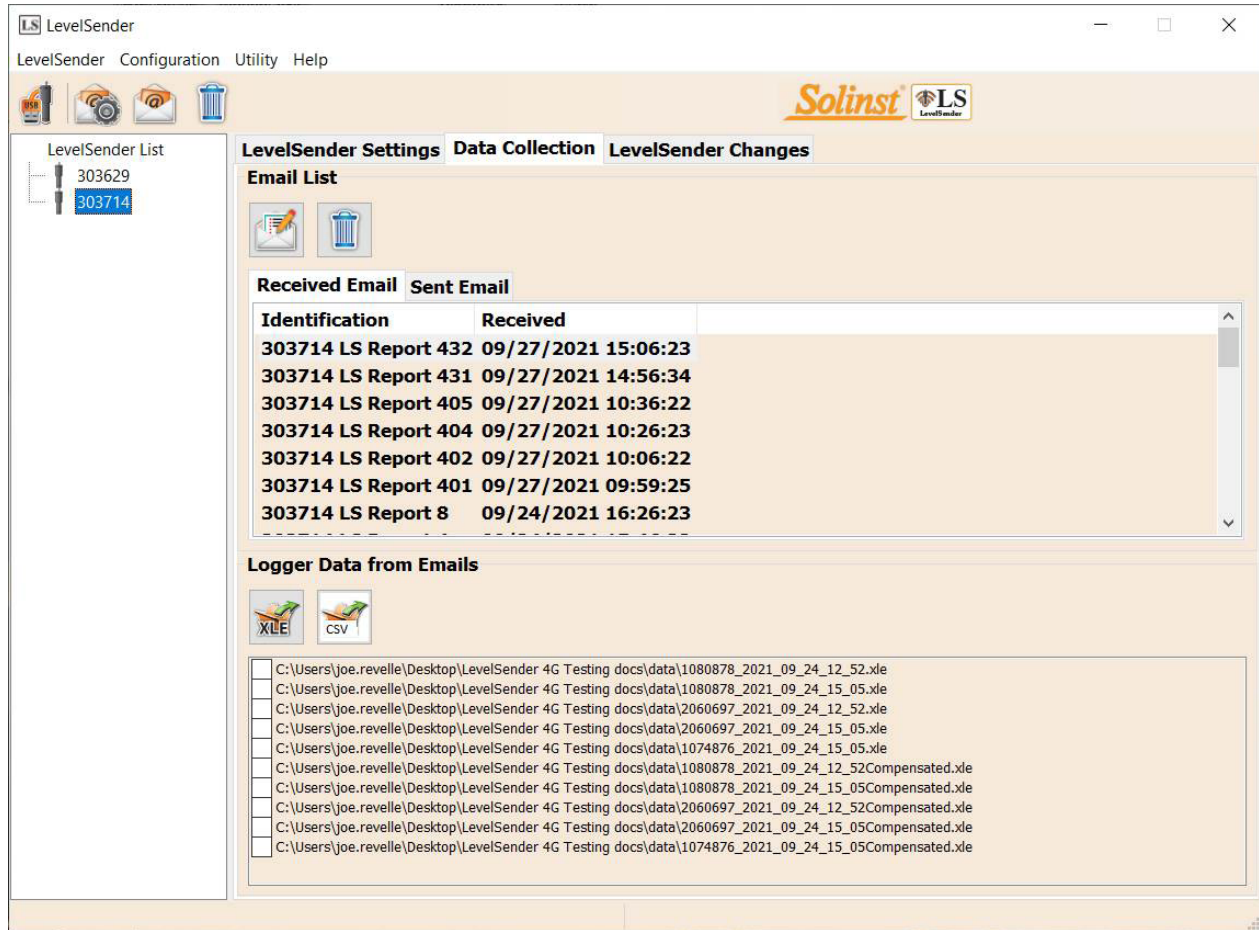 LS LevelSender
LevelSender Configuration Utility Help
USB @ @ Solinst LS
LevelSender
LevelSender List
303629
303714
LevelSender Settings Data Collection LevelSender Changes
Email List
Received Email Sent Email
Identification Received
303714 LS Report 432 09/27/2021 15:06:23
303714 LS Report 431 09/27/2021 14:56:34
303714 LS Report 405 09/27/2021 10:36:22
303714 LS Report 404 09/27/2021 10:26:23
303714 LS Report 402 09/27/2021 10:06:22
303714 LS Report 401 09/27/2021 09:59:25
303714 LS Report 8 09/24/2021 16:26:23
Logger Data from Emails
XLE CSV
C:\Users\joe.revelle\Desktop\LevelSender 4G Testing docs\data\1080878_2021_09_24_12_52.xle
C:\Users\joe.revelle\Desktop\LevelSender 4G Testing docs\data\1080878_2021_09_24_15_05.xle
C:\Users\joe.revelle\Desktop\LevelSender 4G Testing docs\data\2060697_2021_09_24_12_52.xle
C:\Users\joe.revelle\Desktop\LevelSender 4G Testing docs\data\2060697_2021_09_24_15_05.xle
C:\Users\joe.revelle\Desktop\LevelSender 4G Testing docs\data\1074876_2021_09_24_15_05.xle
C:\Users\joe.revelle\Desktop\LevelSender 4G Testing docs\data\1080878_2021_09_24_12_52Compensated.xle
C:\Users\joe.revelle\Desktop\LevelSender 4G Testing docs\data\1080878_2021_09_24_15_05Compensated.xle
C:\Users\joe.revelle\Desktop\LevelSender 4G Testing docs\data\2060697_2021_09_24_12_52Compensated.xle
C:\Users\joe.revelle\Desktop\LevelSender 4G Testing docs\data\2060697_2021_09_24_15_05Compensated.xle
C:\Users\joe.revelle\Desktop\LevelSender 4G Testing docs\data\1074876_2021_09_24_15_05Compensated.xle